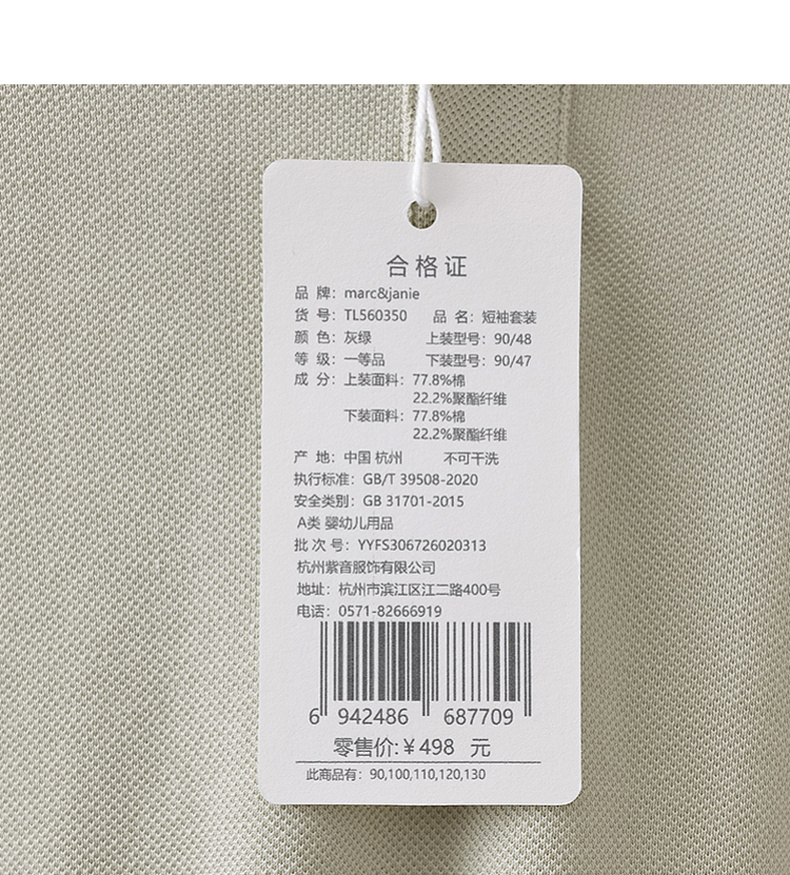 合格证
品 牌：marc&janie
货 号：TL560350 品 名：短袖套装
颜 色：灰绿 上装型号：90/48
等 级：一等品 下装型号：90/47
成 分：上装面料：77.8%棉
22.2%聚酯纤维
下装面料：77.8%棉
22.2%聚酯纤维
产 地：中国 杭州 不可干洗
执行标准：GB/T 39508-2020
安全类别：GB 31701-2015
A类 婴幼儿用品
批 次 号：YYFS306726020313
杭州紫音服饰有限公司
地址：杭州市滨江区江二路400号
电话：0571-82666919
6 942486 687709
零售价:￥498 元
此商品有：90,100,110,120,130